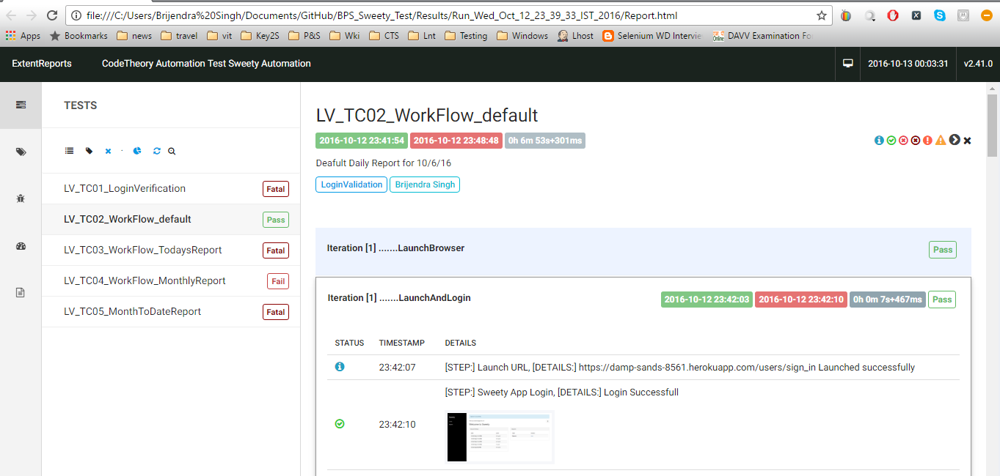 file:///C:/Users/Brijendra%20Singh/Documents/GitHub/BPS_Sweety_Test/Results/Run_Wed_Oct_12_23_39_33_IST_2016/Report.html
Apps Bookmarks news travel vit Key2S P&S Wki CTS Lnt Testing Windows Lhost Selenium WD Intervie DAVV Examination Fo
ExtentReports CodeTheory Automation Test Sweety Automation 2016-10-13 00:03:31 v2.41.0
TESTS
LV_TC01_LoginVerification Fatal
LV_TC02_WorkFlow_default Pass
LV_TC03_WorkFlow_TodaysReport Fatal
LV_TC04_WorkFlow_MonthlyReport Fail
LV_TC05_MonthToDateReport Fatal
LV_TC02_WorkFlow_default
2016-10-12 23:41:54 2016-10-12 23:48:48 0h 6m 53s+301ms
Deafult Daily Report for 10/6/16
LoginValidation Brijendra Singh
Iteration [1] .......LaunchBrowser Pass
Iteration [1] .......LaunchAndLogin 2016-10-12 23:42:03 2016-10-12 23:42:10 0h 0m 7s+467ms Pass
STATUS TIMESTAMP DETAILS
23:42:07 [STEP:] Launch URL, [DETAILS:] https://damp-sands-8561.herokuapp.com/users/sign_in Launched successfully
[STEP:] Sweety App Login, [DETAILS:] Login Successfull
23:42:10